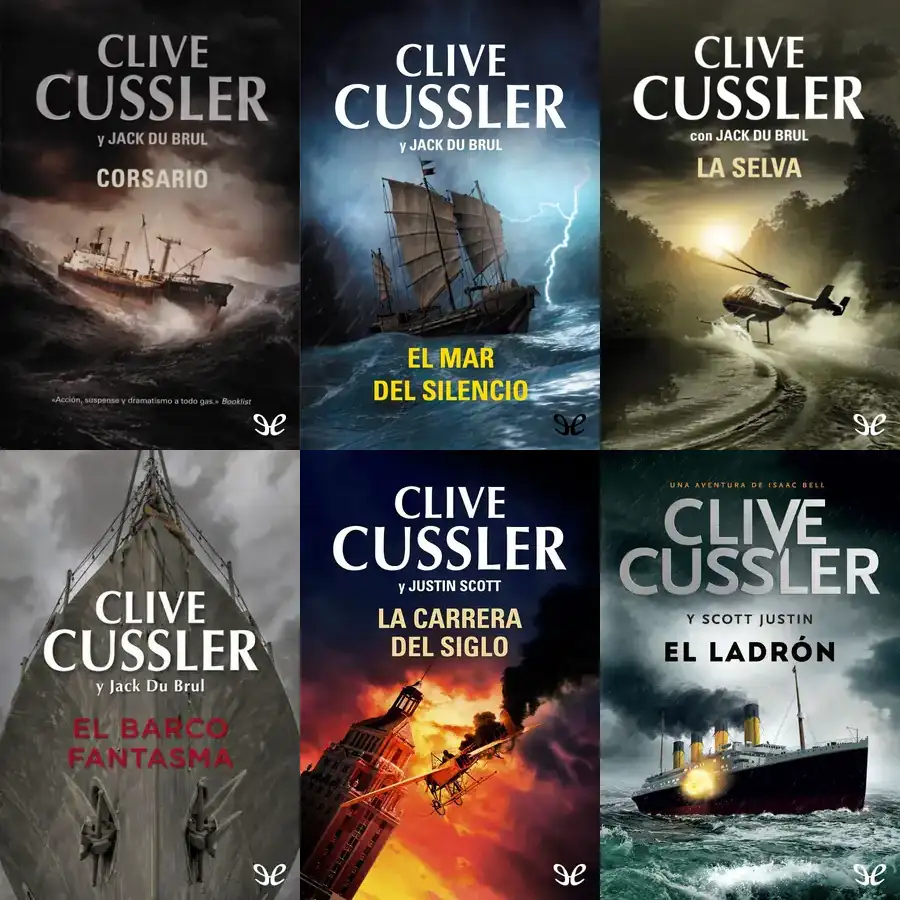 CLIVE
CUSSLER
y JACK DU BRUL
CORSARIO
«Acción, suspense y dramatismo a todo gas.» Booklist
CLIVE
CUSSLER
y JACK DU BRUL
EL MAR
DEL SILENCIO
CLIVE
CUSSLER
con JACK DU BRUL
LA SELVA
CLIVE
CUSSLER
y Jack Du Brul
EL BARCO
FANTASMA
CLIVE
CUSSLER
y JUSTIN SCOTT
LA CARRERA
DEL SIGLO
UNA AVENTURA DE ISAAC BELL
CLIVE
CUSSLER
Y SCOTT JUSTIN
EL LADRÓN